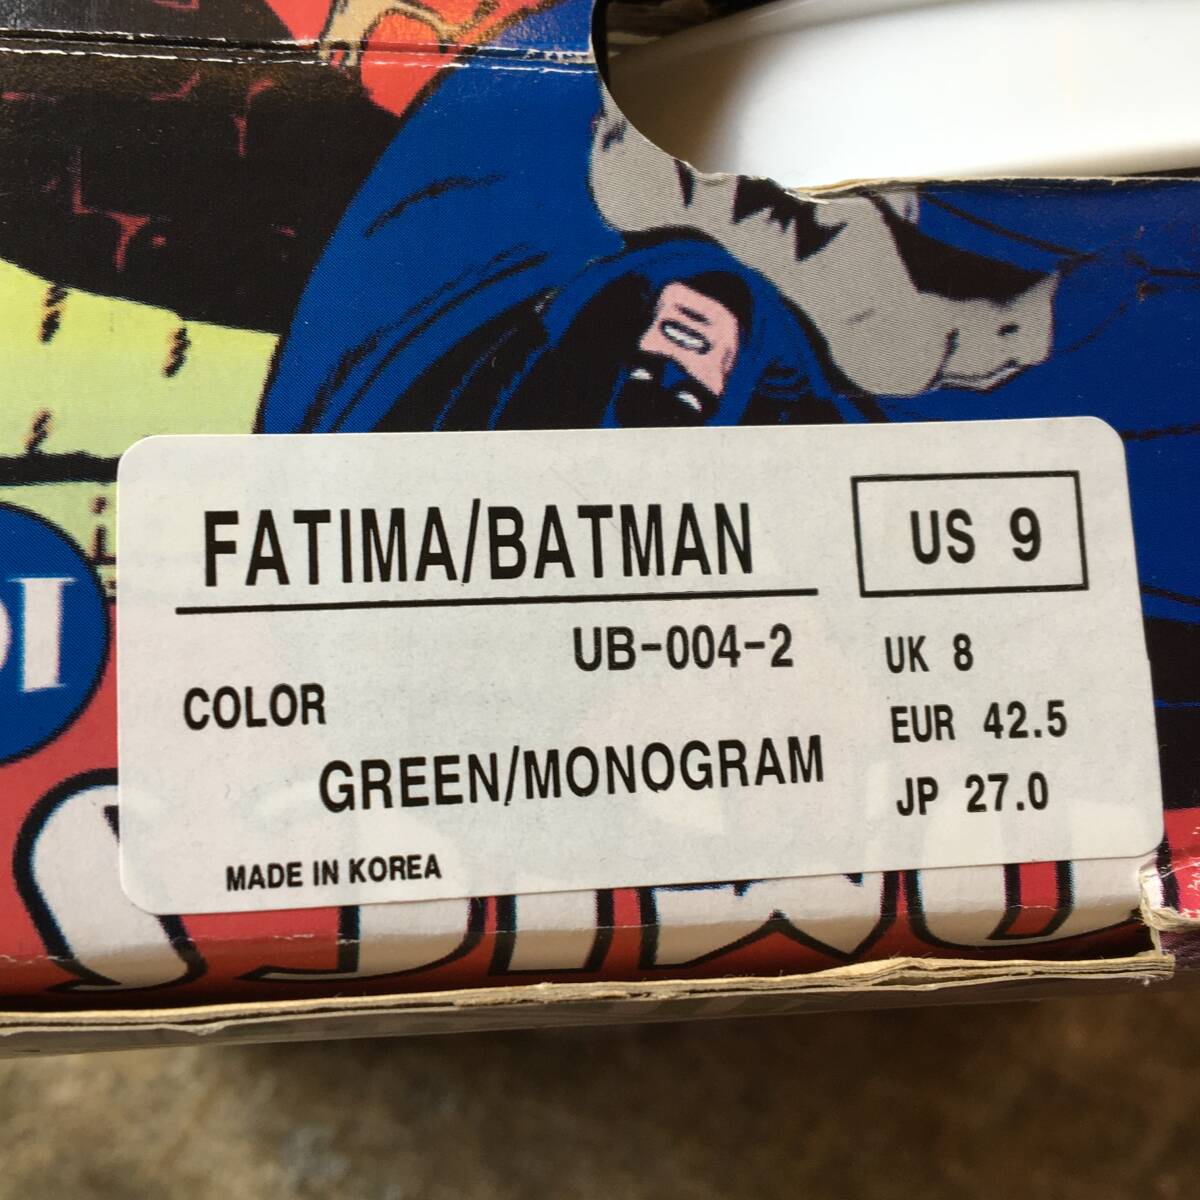 FATIMA/BATMAN
US 9
UB-004-2
UK 8
COLOR
EUR 42.5
GREEN/MONOGRAM
JP 27.0
MADE IN KOREA